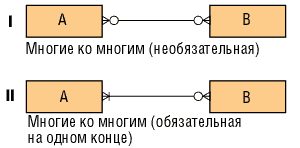 I
A
B
Многие ко многим (необязательная)
II
A
B
Многие ко многим (обязательная
на одном конце)